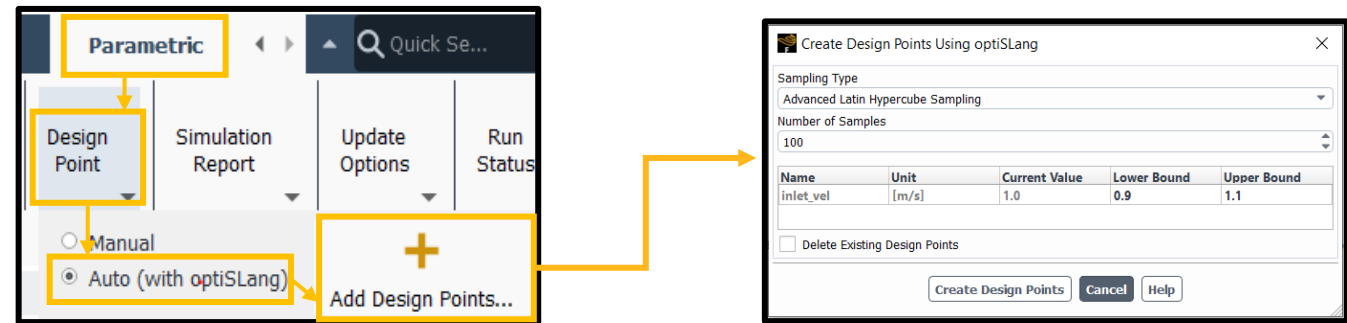 Parametric
Quick Se...
Design Point
Simulation Report
Update Options
Run Status
Manual
Auto (with optiSLang)
Add Design Points...
Create Design Points Using optiSLang
Sampling Type
Advanced Latin Hypercube Sampling
Number of Samples
100
Name Unit Current Value Lower Bound Upper Bound
inlet_vel [m/s] 1.0 0.9 1.1
Delete Existing Design Points
Create Design Points Cancel Help